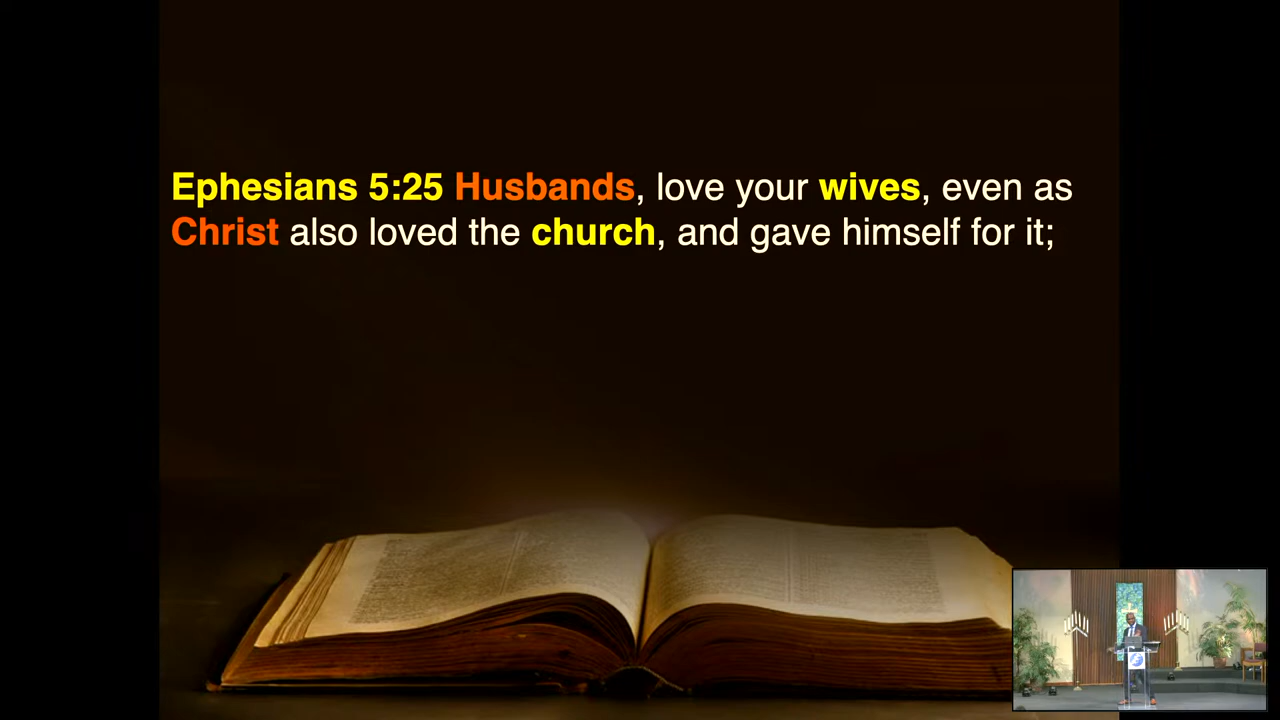 Ephesians 5:25 Husbands, love your wives, even as
Christ also loved the church, and gave himself for it;